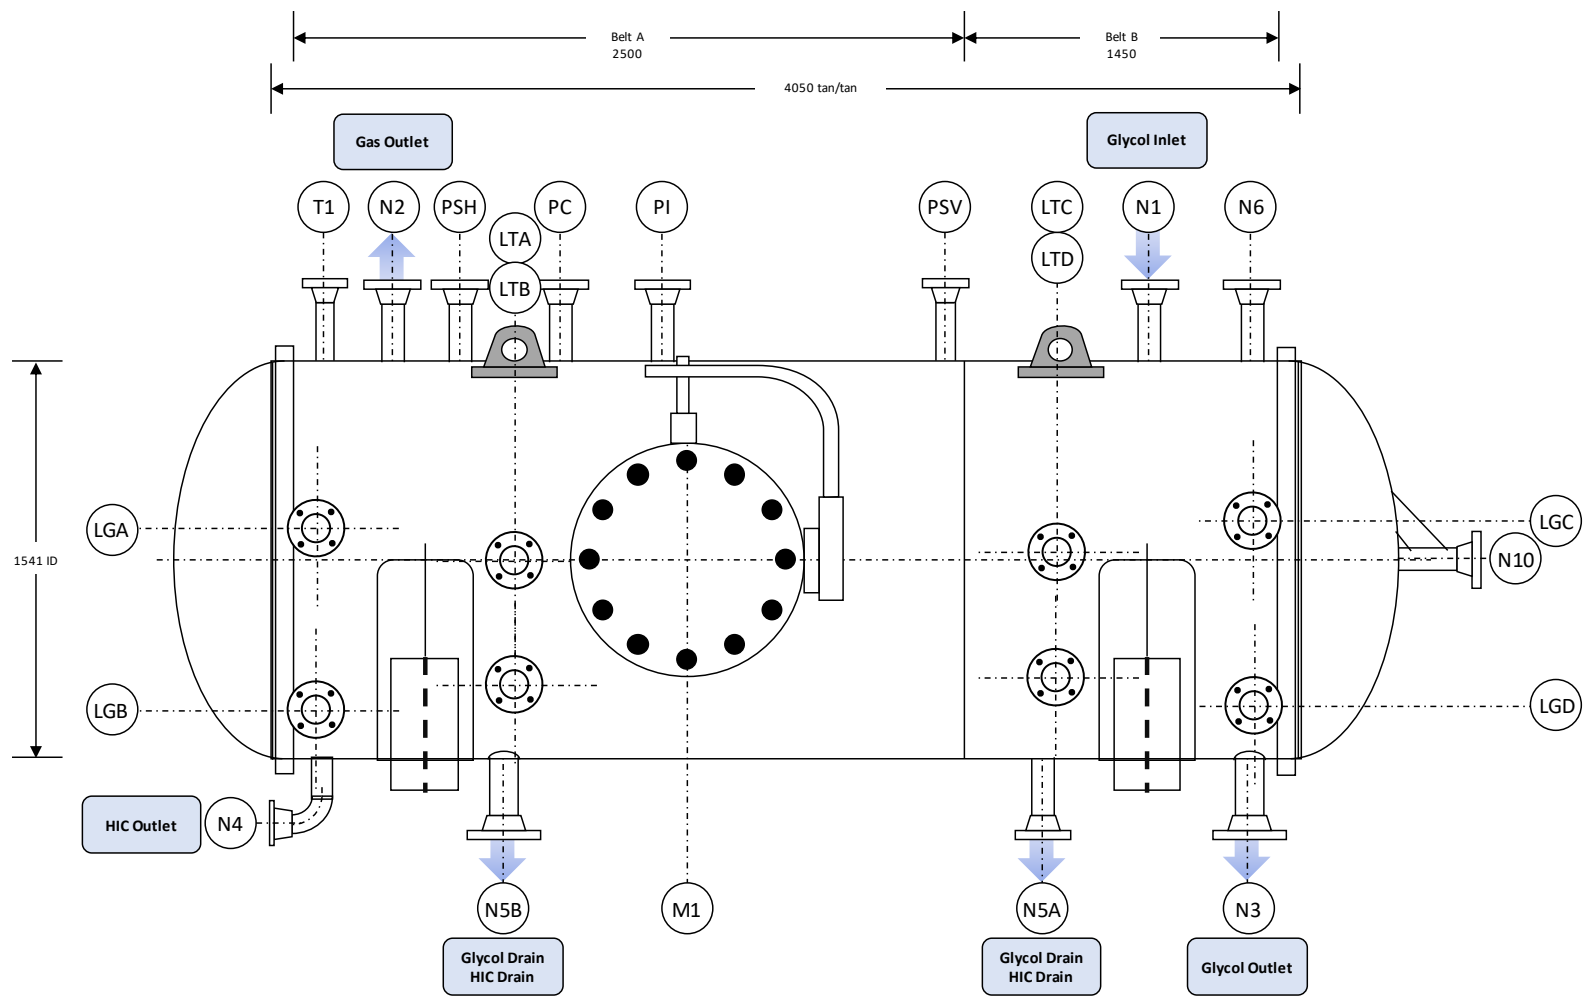 Belt A
2500
Belt B
1450
4050 tan/tan
Gas Outlet
Glycol Inlet
T1
N2
PSH
LTA
LTB
PC
PI
PSV
LTC
LTD
N1
N6
LGA
LGC
1541 ID
N10
LGB
LGD
HIC Outlet
N4
N5B
M1
N5A
N3
Glycol Drain
HIC Drain
Glycol Drain
HIC Drain
Glycol Outlet